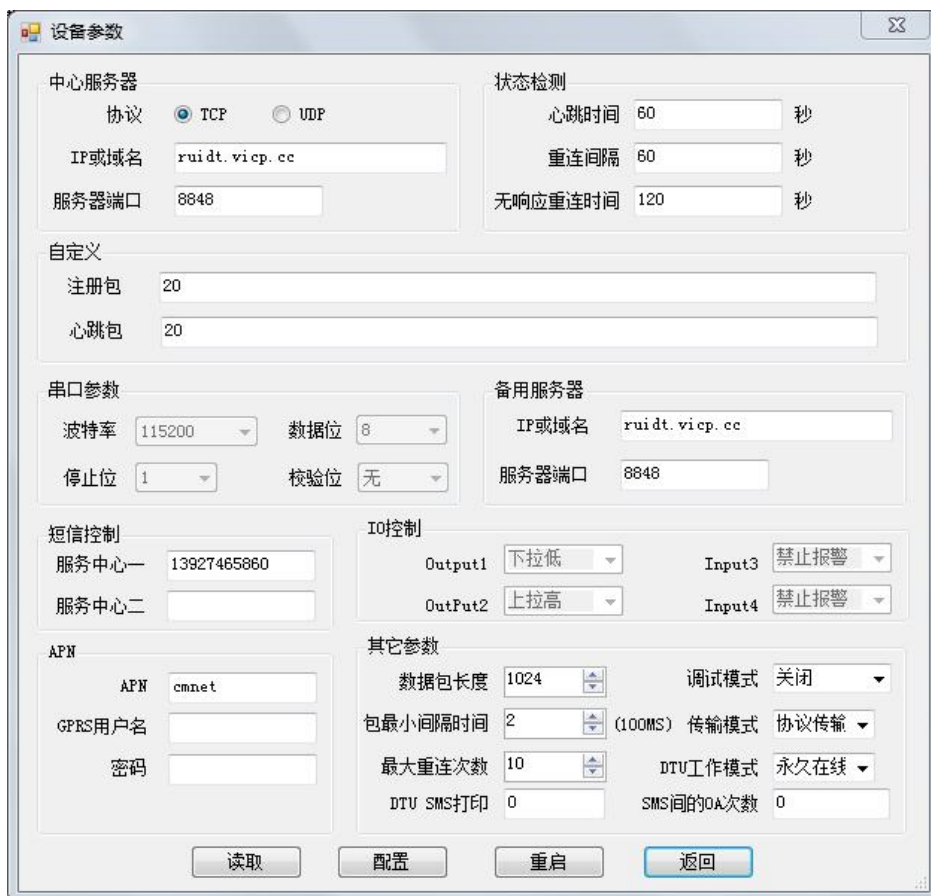 设备参数
中心服务器
协议 TCP UDP
IP或域名 ruidt.vicp.cc
服务器端口 8848
状态检测
心跳时间 60 秒
重连间隔 60 秒
无响应重连时间 120 秒
自定义
注册包 20
心跳包 20
串口参数
波特率 115200 数据位 8
停止位 1 校验位 无
备用服务器
IP或域名 ruidt.vicp.cc
服务器端口 8848
短信控制
服务中心一 13927465860
服务中心二
IO控制
Output1 下拉低 Input3 禁止报警
OutPut2 上拉高 Input4 禁止报警
APN
APN cmnet
GPRS用户名
密码
其它参数
数据包长度 1024 调试模式 关闭
包最小间隔时间 2 (100MS) 传输模式 协议传输
最大重连次数 10 DTU工作模式 永久在线
DTU SMS打印 0 SMS间的OA次数 0
读取 配置 重启 返回